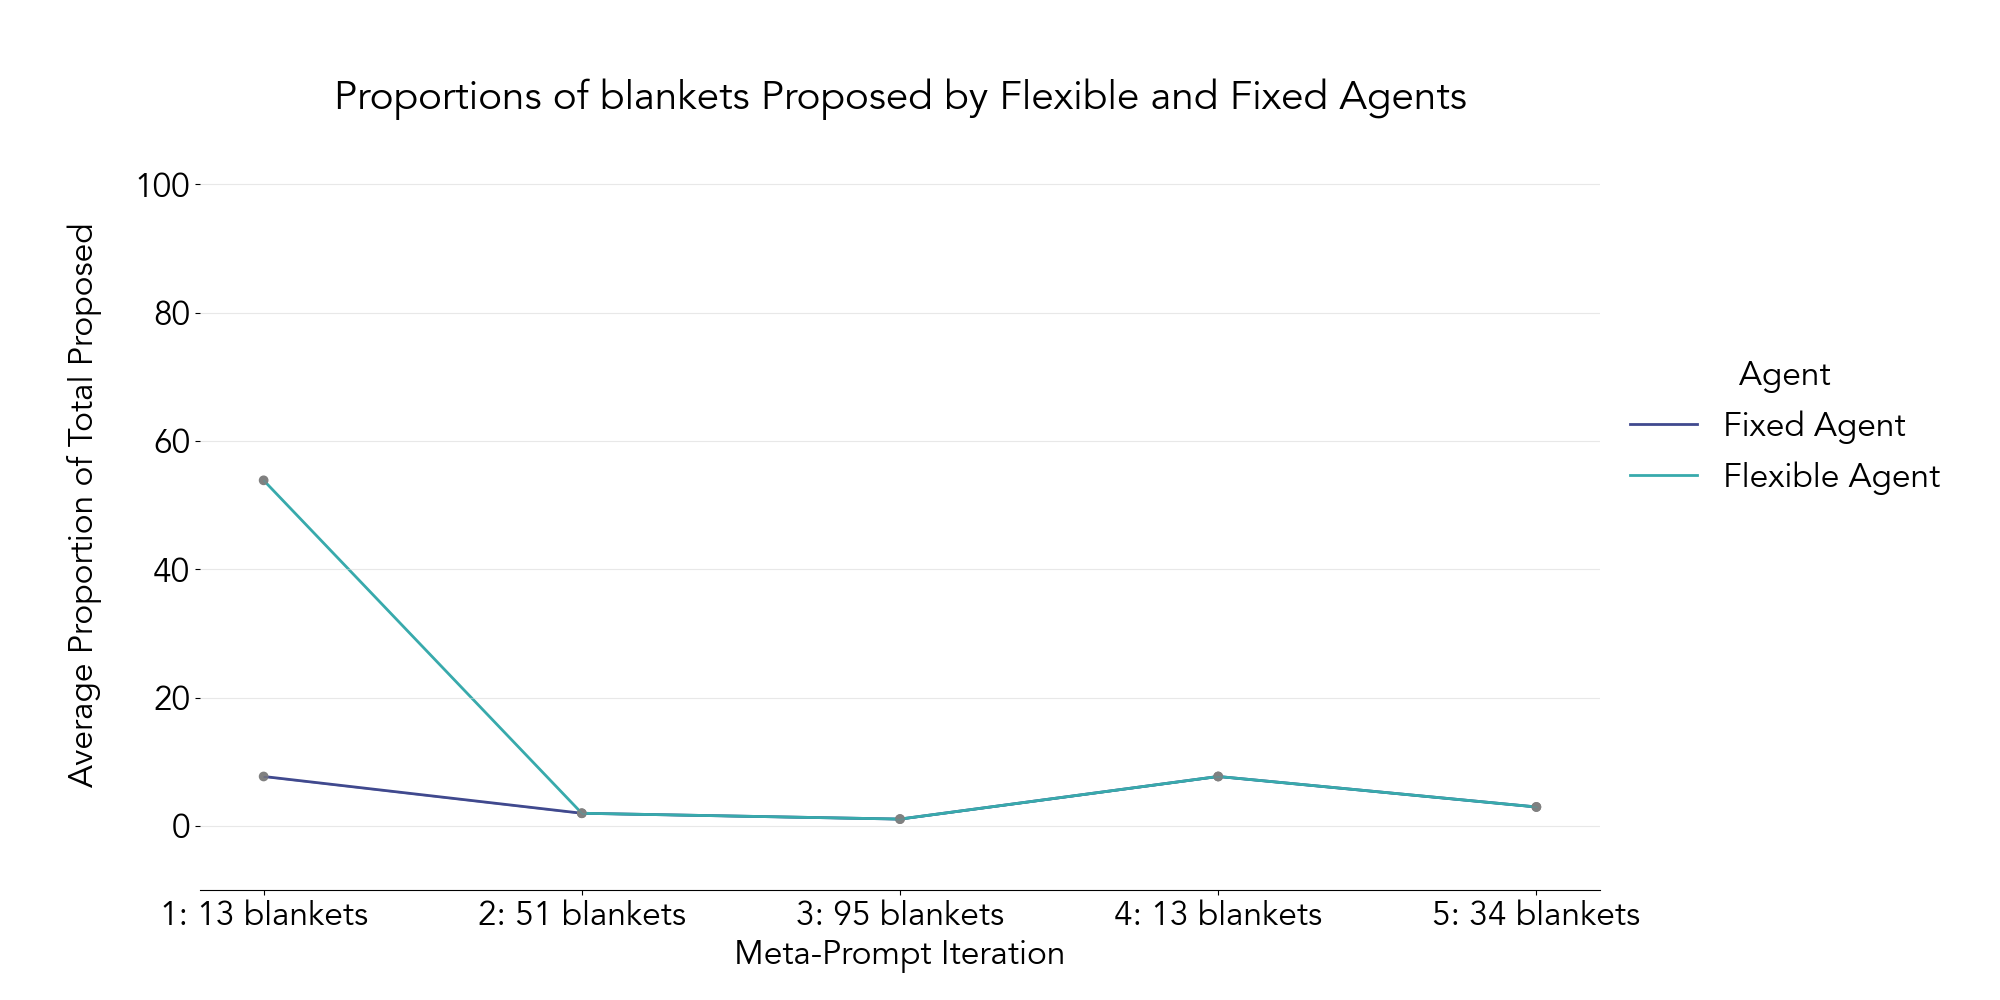 Proportions of blankets Proposed by Flexible and Fixed Agents
Average Proportion of Total Proposed
100
80
60
40
20
0
1: 13 blankets
2: 51 blankets
3: 95 blankets
4: 13 blankets
5: 34 blankets
Meta-Prompt Iteration
Agent
Fixed Agent
Flexible Agent